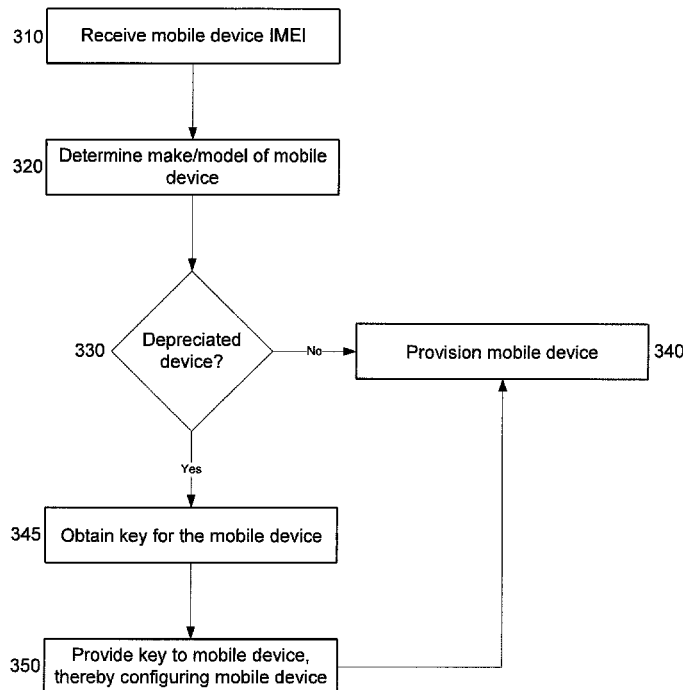 310 Receive mobile device IMEI
320 Determine make/model of mobile
device
330 Depreciated
device?
No
Provision mobile device 340
Yes
345 Obtain key for the mobile device
350 Provide key to mobile device,
thereby configuring mobile device